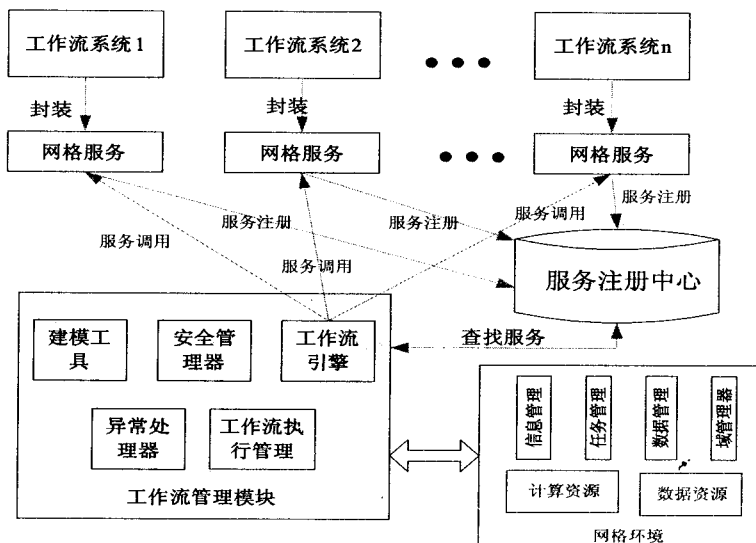 工作流系统1
工作流系统2
工作流系统n
封装
封装
封装
网格服务
网格服务
网格服务
服务注册
服务注册
服务注册
服务调用
服务调用
服务调用
服务注册中心
建模工
具
安全管
理器
工作流
引擎
查找服务
异常处
理器
工作流执
行管理
工作流管理模块
信息管理
任务管理
数据管理
域管理器
计算资源
数据资源
网格环境